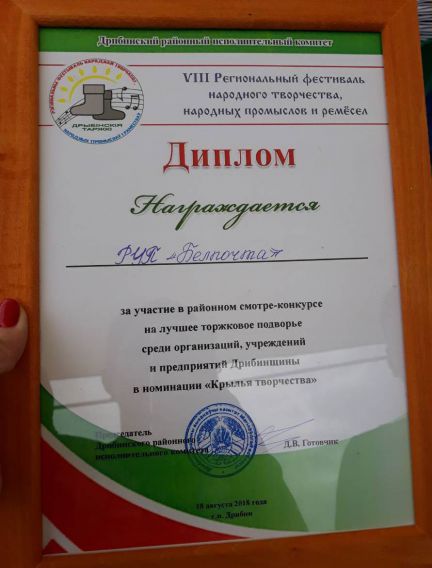 Дрибинский районный исполнительный комитет
ДРЫБІНСКІЯ
ТАРЖКІ
VIII Региональный фестиваль
народного творчества,
народных промыслов и ремёсел
Диплом
Награждается
РУП «Белпочта»
за участие в районном смотре-конкурсе
на лучшее торжковое подворье
среди организаций, учреждений
и предприятий Дрибинщины
в номинации «Крылья творчества»
Председатель
Дрибинского районного
исполнительного комитета
Д.В. Готовчик
18 августа 2018 года
г.п. Дрибин